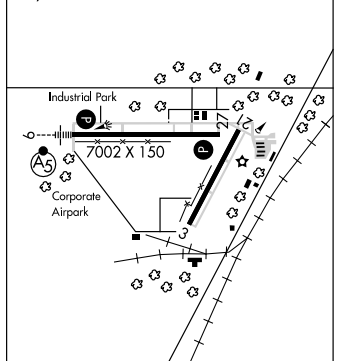 Industrial Park
P
9
27
21
A5
7002 X 150
P
Corporate
Airpark
3